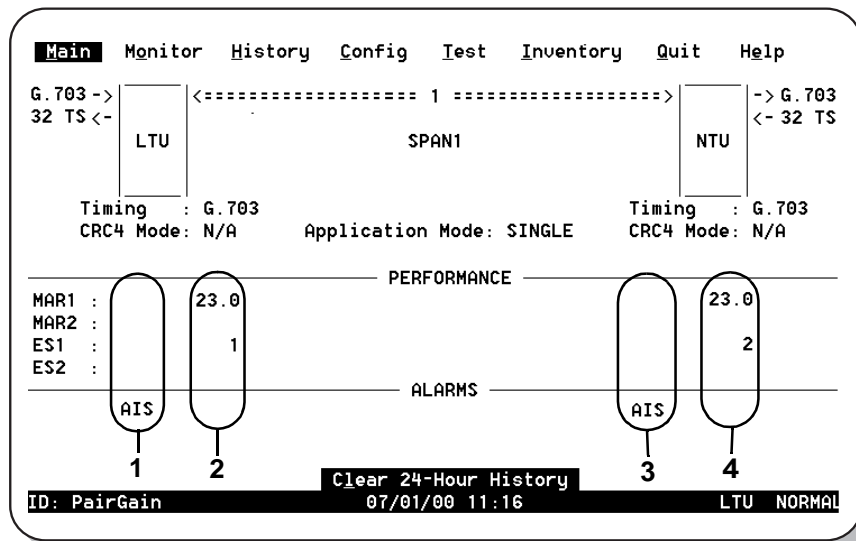 Main Monitor History Config Test Inventory Quit Help
G.703 -> <================== 1 ==================> -> G.703
32 TS <- <- 32 TS
LTU SPAN1 NTU
Timing : G.703 Timing : G.703
CRC4 Mode: N/A Application Mode: SINGLE CRC4 Mode: N/A
PERFORMANCE
MAR1 : 23.0 23.0
MAR2 :
ES1 : 1 2
ES2 :
ALARMS
AIS AIS
1 2 3 4
Clear 24-Hour History
ID: PairGain 07/01/00 11:16 LTU NORMAL